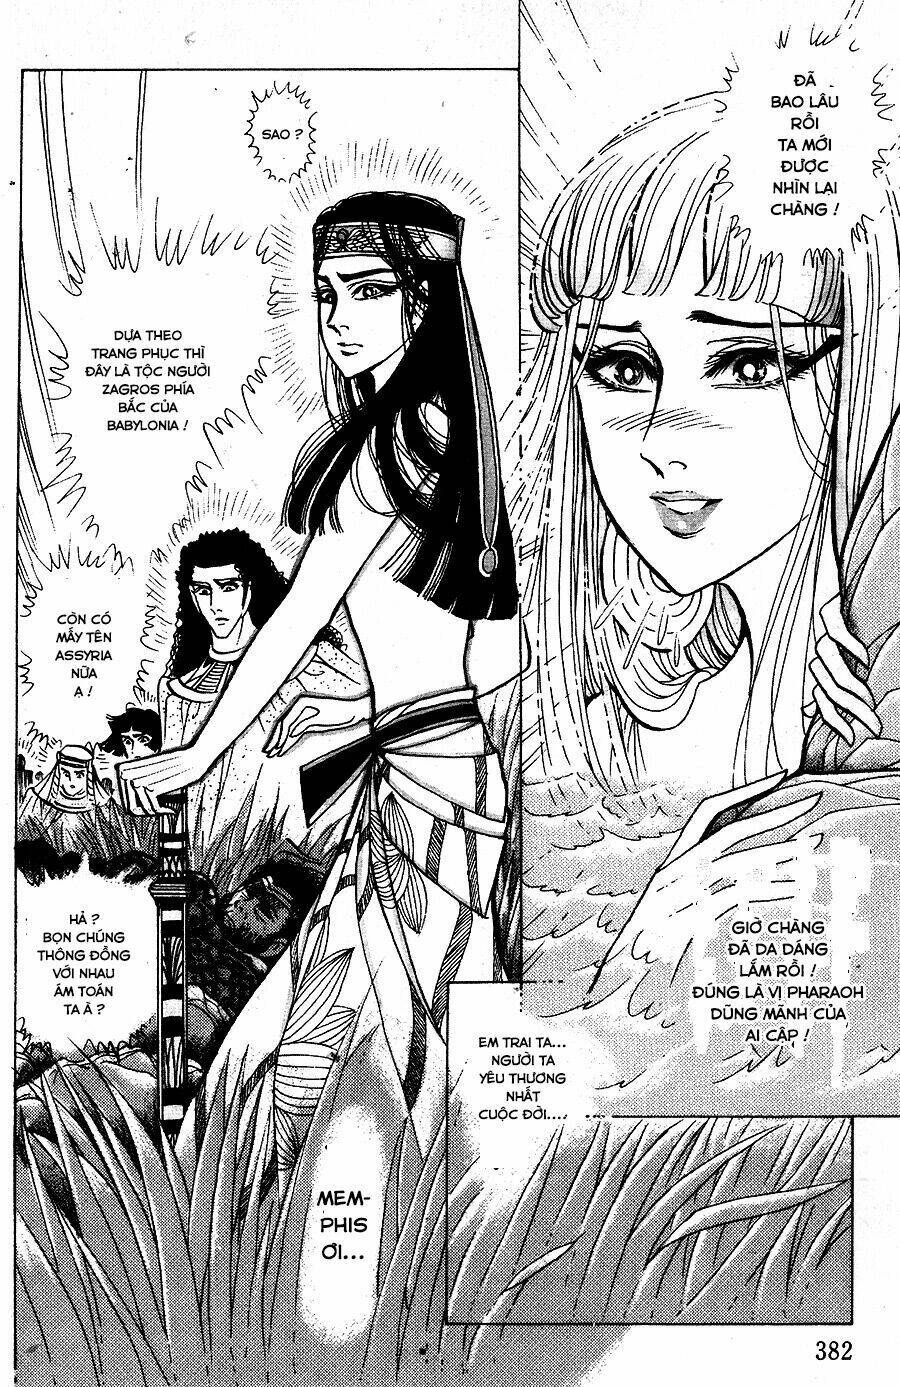 ĐÃ
BAO LÂU
RỒI
TA MỚI
ĐƯỢC
NHÌN LẠI
CHÀNG !
SAO ?
DỰA THEO
TRANG PHỤC THÌ
ĐÂY LÀ TỘC NGƯỜI
ZAGROS PHÍA
BẮC CỦA
BABYLONIA !
CÒN CÓ
MẤY TÊN
ASSYRIA
NỮA
Ạ !
HẢ ?
BỌN CHÚNG
THÔNG ĐỒNG
VỚI NHAU
ÁM TOÁN
TA À ?
GIỜ CHÀNG
ĐÃ DA DÁNG
LẮM RỒI !
ĐÚNG LÀ VỊ PHARAOH
DŨNG MÃNH CỦA
AI CẬP !
EM TRAI TA...
NGƯỜI TA
YÊU THƯƠNG
NHẤT
CUỘC ĐỜI....
MEM-
PHIS
ƠI...
382